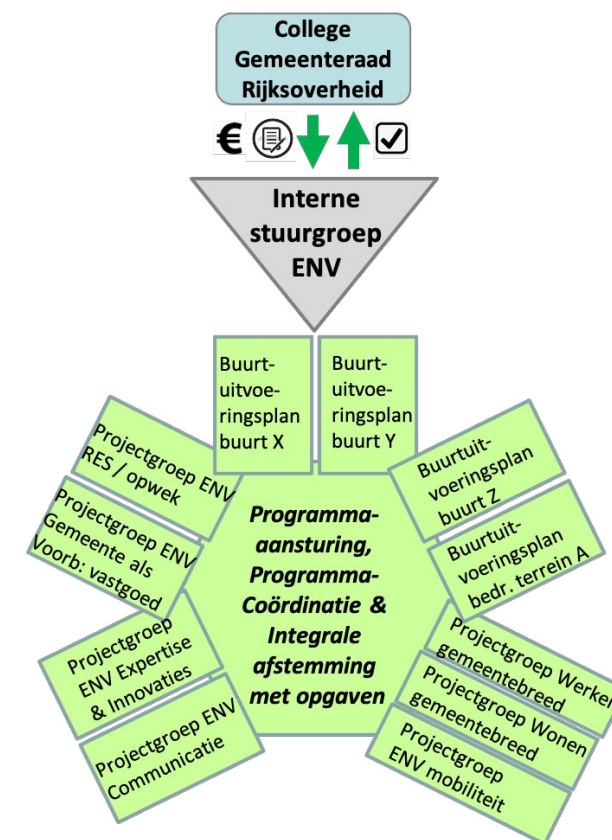 College
Gemeenteraad
Rijksoverheid
€
Interne
stuurgroep
ENV
Buurt-
uitvoe-
ringsplan
buurt X
Buurt-
uitvoe-
ringsplan
buurt Y
Projectgroep ENV
RES / opwek
Projectgroep ENV
Gemeente als
Voorb: vastgoed
Projectgroep
ENV Expertise
& Innovaties
Projectgroep ENV
Communicatie
Programma-
aansturing,
Programma-
Coördinatie &
Integrale
afstemming
met opgaven
Buurtuit-
voeringsplan
buurt Z
Buurtuit-
voeringsplan
bedr. terrein A
Projectgroep Werken
gemeentebreed
Projectgroep Wonen
gemeentebreed
Projectgroep
ENV mobiliteit